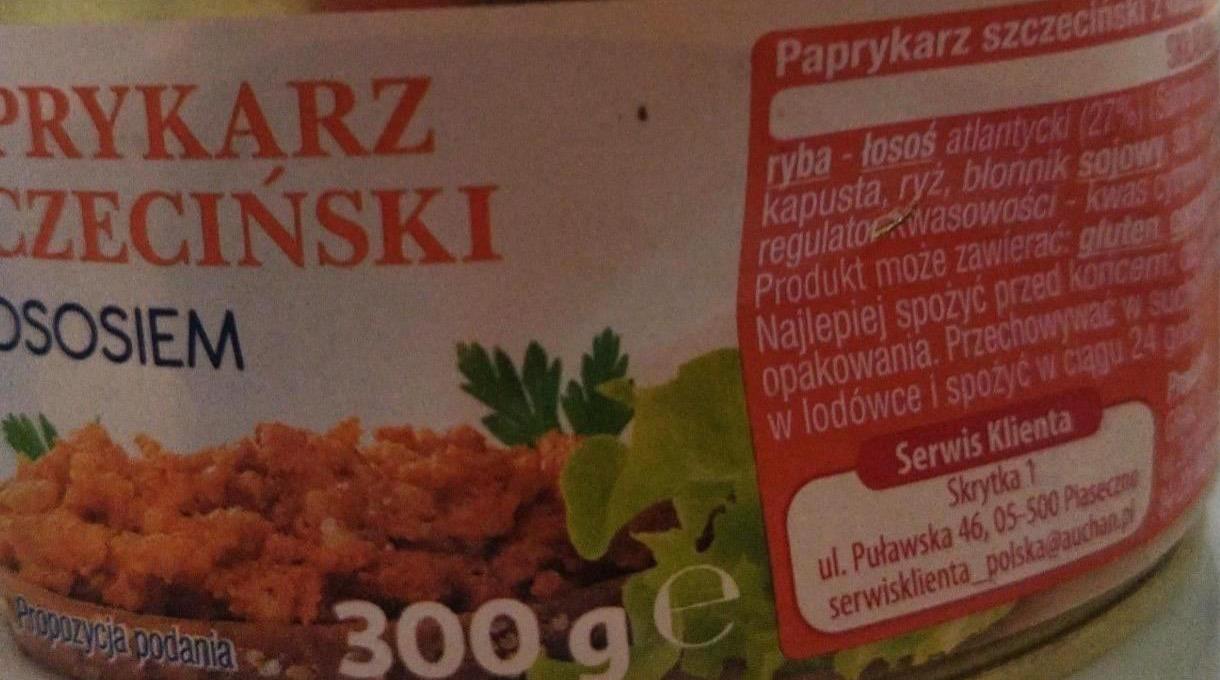 PRYKARZ
CZECIŃSKI
OSOSIEM
Propozycja podania
300 g e
Paprykarz szczeciński z
ryba - łosoś atlantycki (27%)
kapusta, ryż, błonnik sojowy,
regulator kwasowości - kwas
Produkt może zawierać: gluten,
Najlepiej spożyć przed końcem:
opakowania. Przechowywać w
w lodówce i spożyć w ciągu 24
Serwis Klienta
Skrytka 1
ul. Puławska 46, 05-500 Piaseczno
serwisklienta_polska@auchan.pl